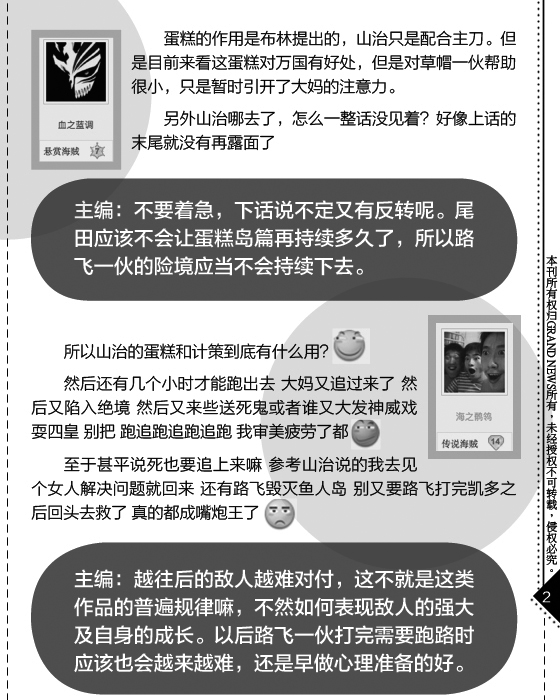 蛋糕的作用是布林提出的，山治只是配合主刀。但
是目前来看这蛋糕对万国有好处，但是对草帽一伙帮助
很小，只是暂时引开了大妈的注意力。
另外山治哪去了，怎么一整话没见着？好像上话的
末尾就没有再露面了
血之蓝调
悬赏海贼 7
主编：不要着急，下话说不定又有反转呢。尾
田应该不会让蛋糕岛篇再持续多久了，所以路
飞一伙的险境应当不会持续下去。
所以山治的蛋糕和计策到底有什么用？
然后还有几个小时才能跑出去 大妈又追过来了 然
后又陷入绝境 然后又来些送死鬼或者谁又大发神威戏
耍四皇 别把 跑追跑追跑追跑 我审美疲劳了都
至于甚平说死也要追上来嘛 参考山治说的我去见
个女人解决问题就回来 还有路飞毁灭鱼人岛 别又要路飞打完凯多之
后回头去救了 真的都成嘴炮王了
海之鹡鸰
传说海贼 14
主编：越往后的敌人越难对付，这不就是这类
作品的普遍规律嘛，不然如何表现敌人的强大
及自身的成长。以后路飞一伙打完需要跑路时
应该也会越来越难，还是早做心理准备的好。
本刊所有权归GRAND NEWS所有，未经授权不可转载，侵权必究。
2